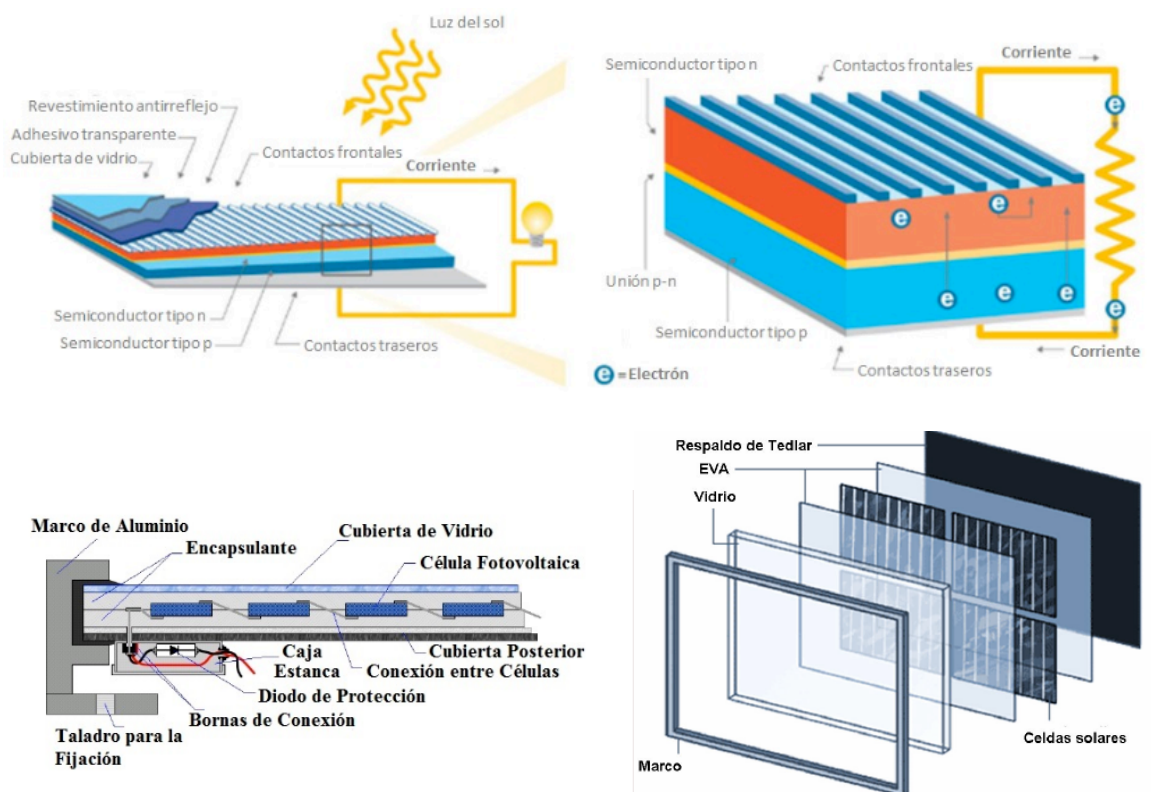 Luz del sol
Revestimiento antirreflejo
Adhesivo transparente
Cubierta de vidrio
Contactos frontales
Corriente
Semiconductor tipo n
Semiconductor tipo p
Contactos traseros
Semiconductor tipo n
Contactos frontales
Corriente
e
e
e
e
e
e
e
Unión p-n
Semiconductor tipo p
Corriente
Contactos traseros
e =Electrón
Marco de Aluminio
Encapsulante
Cubierta de Vidrio
Célula Fotovoltaica
Cubierta Posterior
Caja
Estanca
Conexión entre Células
Diodo de Protección
Bornas de Conexión
Taladro para la
Fijación
Respaldo de Tedlar
EVA
Vidrio
Celdas solares
Marco